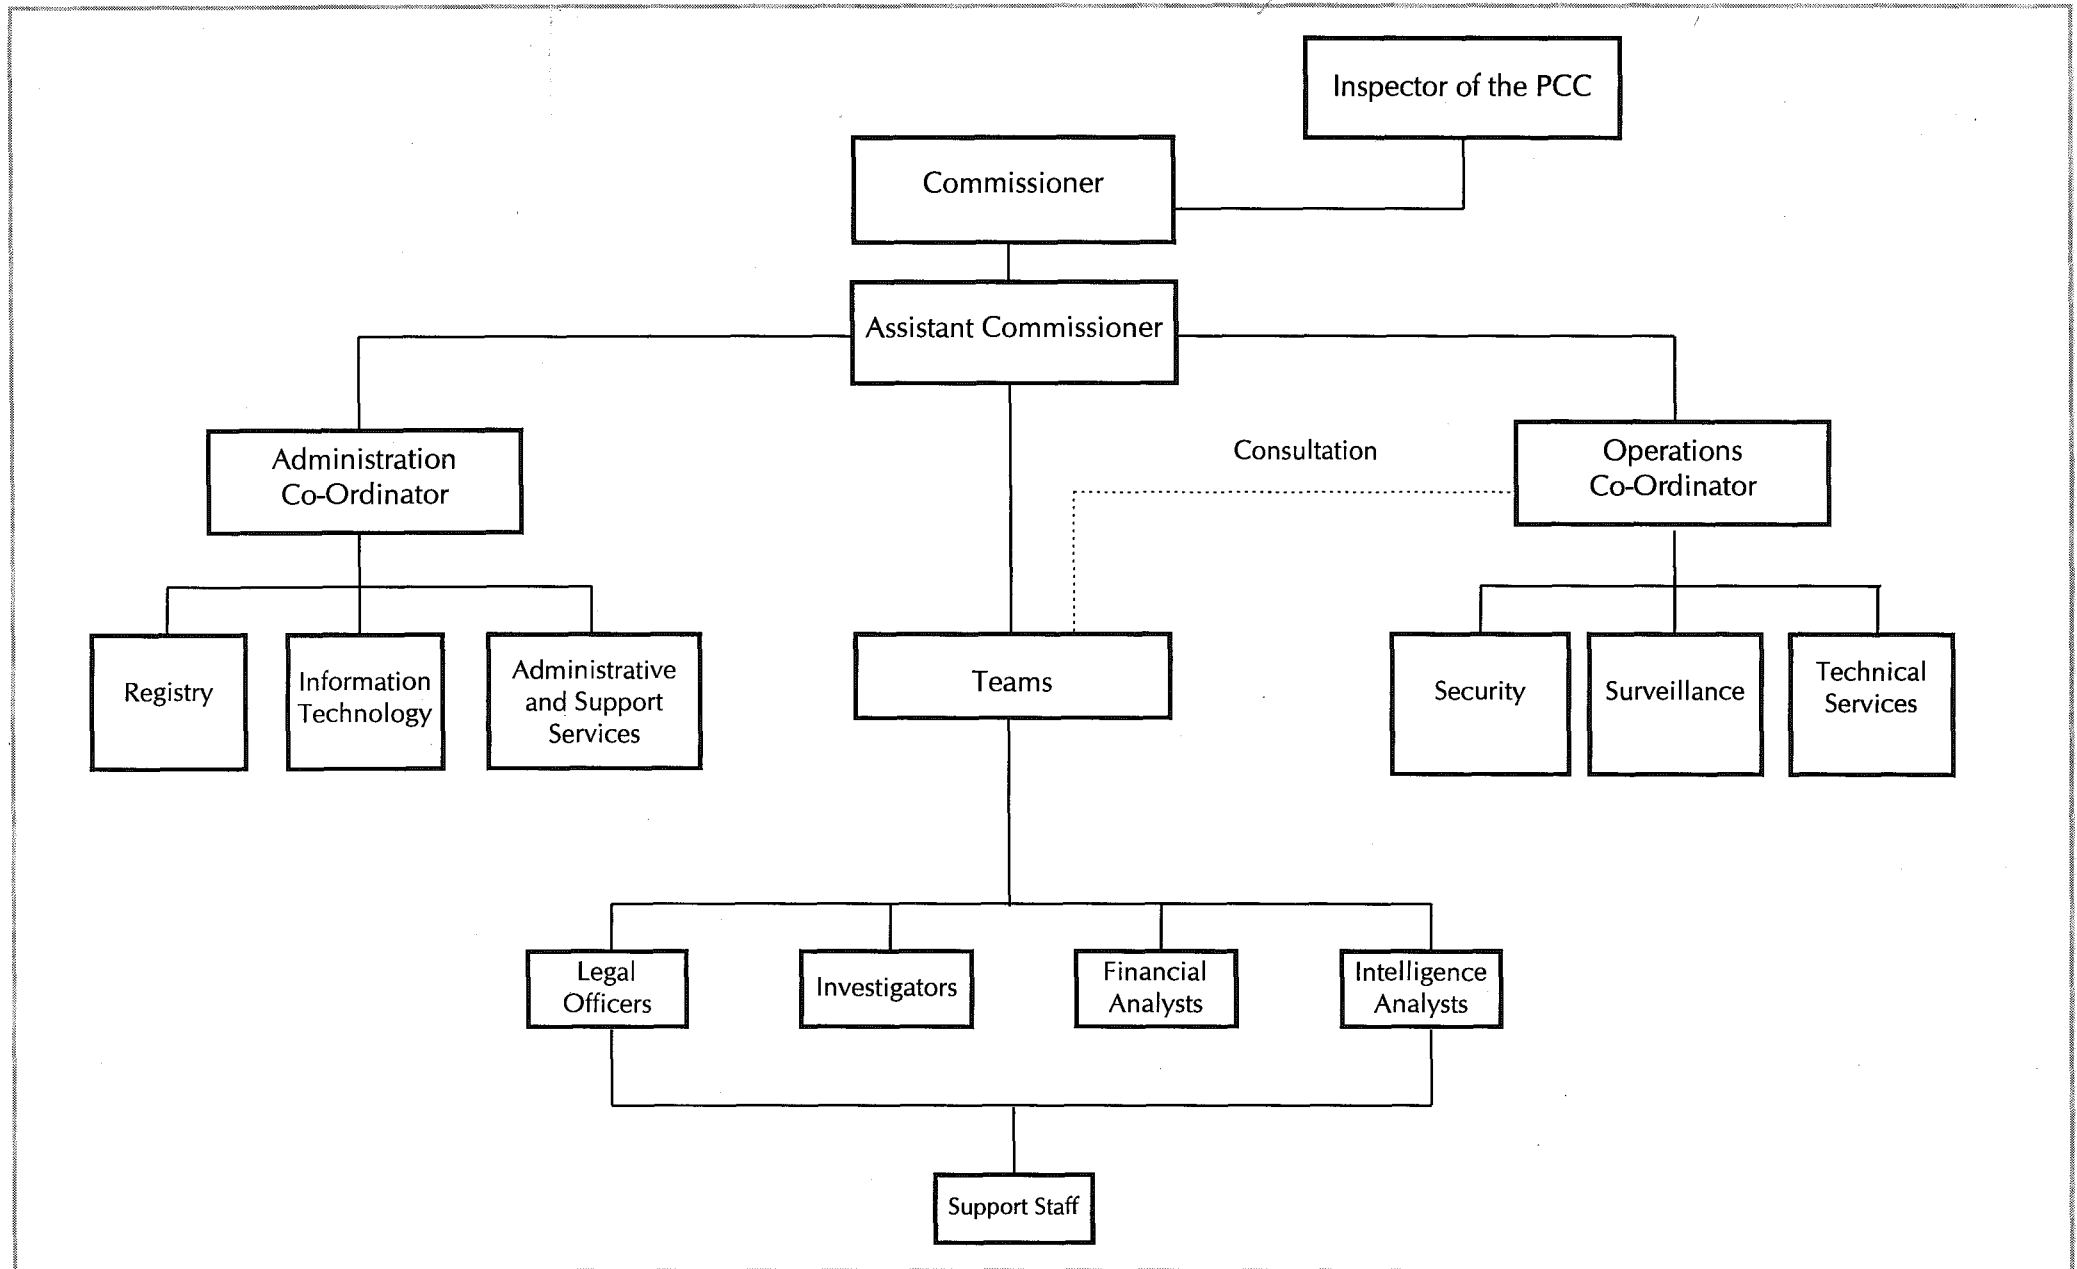 Inspector of the PCC
Commissioner
Assistant Commissioner
Administration
Co-Ordinator
Consultation
Operations
Co-Ordinator
Registry
Information
Technology
Administrative
and Support
Services
Teams
Security
Surveillance
Technical
Services
Legal
Officers
Investigators
Financial
Analysts
Intelligence
Analysts
Support Staff